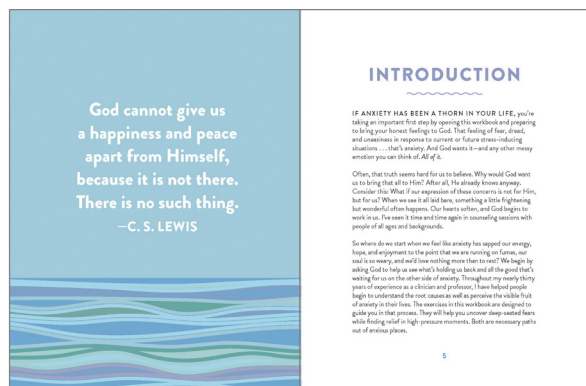 God cannot give us
a happiness and peace
apart from Himself,
because it is not there.
There is no such thing.
—C. S. LEWIS
INTRODUCTION
IF ANXIETY HAS BEEN A THORN IN YOUR LIFE, you're
taking an important first step by opening this workbook and preparing
to bring your honest feelings to God. That feeling of fear, dread,
and uneasiness in response to current or future stress-inducing
situations . . . that's anxiety. And God wants it—and any other messy
emotion you can think of. All of it.
Often, that truth seems hard for us to believe. Why would God want
us to bring that all to Him? After all, He already knows anyway.
Consider this: What if our expression of these concerns is not for Him,
but for us? When we see it all laid bare, something a little frightening
but wonderful often happens. Our hearts soften, and God begins to
work in us. I've seen it time and time again in counseling sessions with
people of all ages and backgrounds.
So where do we start when we feel like anxiety has sapped our energy,
hope, and enjoyment to the point that we are running on fumes, our
soul is so weary, and we'd love nothing more than to rest? We begin by
asking God to help us see what's holding us back and all the good that's
waiting for us on the other side of anxiety. Throughout my nearly thirty
years of experience as a clinician and professor, I have helped people
begin to understand the root causes as well as perceive the visible fruit
of anxiety in their lives. The exercises in this workbook are designed to
guide you in that process. They will help you uncover deep-seated fears
while finding relief in high-pressure moments. Both are necessary paths
out of anxious places.
5